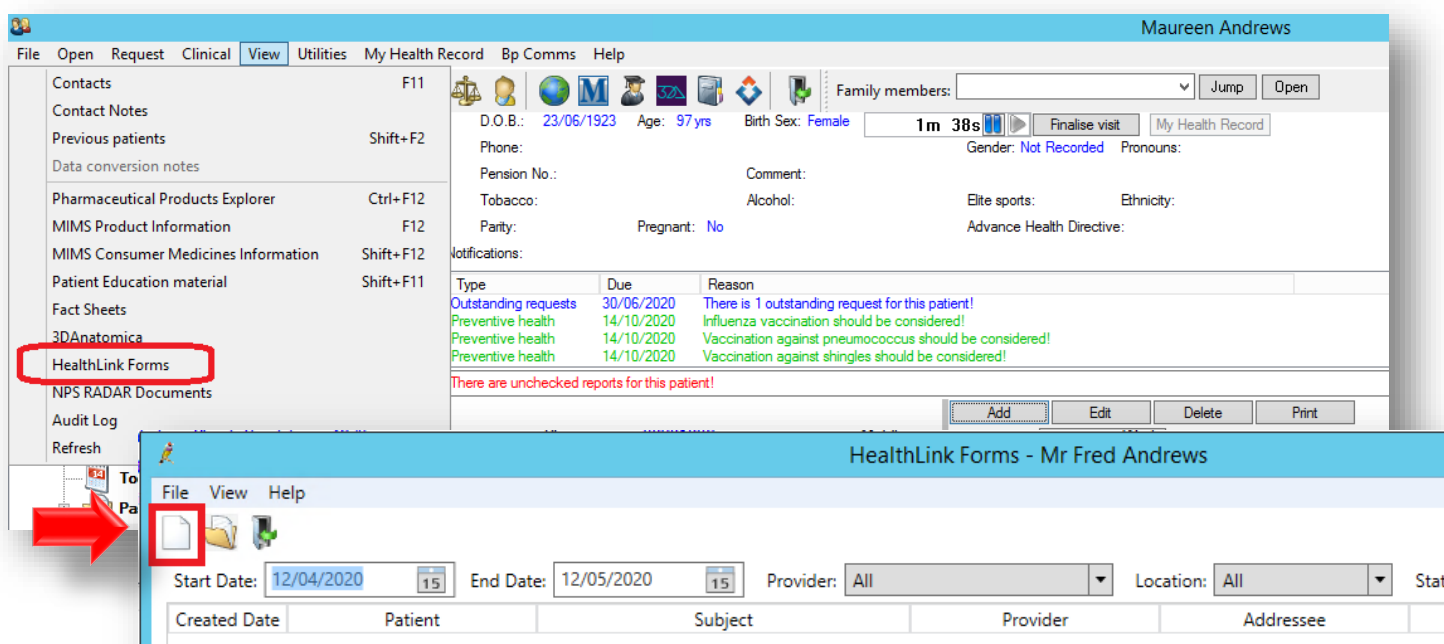 Maureen Andrews
File Open Request Clinical View Utilities My Health Record Bp Comms Help
Contacts F11
Contact Notes
Previous patients Shift+F2
Data conversion notes
Pharmaceutical Products Explorer Ctrl+F12
MIMS Product Information F12
MIMS Consumer Medicines Information Shift+F12
Patient Education material Shift+F11
Fact Sheets
3DAnatomica
HealthLink Forms
NPS RADAR Documents
Audit Log
Refresh
M 3DA Family members: Jump Open
D.O.B.: 23/06/1923 Age: 97 yrs Birth Sex: Female 1m 38s Finalise visit My Health Record
Phone: Gender: Not Recorded Pronouns:
Pension No.: Comment:
Tobacco: Alcohol: Elite sports: Ethnicity:
Parity: Pregnant: No Advance Health Directive:
Notifications:
Type Due Reason
Outstanding requests 30/06/2020 There is 1 outstanding request for this patient!
Preventive health 14/10/2020 Influenza vaccination should be considered!
Preventive health 14/10/2020 Vaccination against pneumococcus should be considered!
Preventive health 14/10/2020 Vaccination against shingles should be considered!
There are unchecked reports for this patient!
Add Edit Delete Print
14 To
Pa
HealthLink Forms - Mr Fred Andrews
File View Help
Start Date: 12/04/2020 15 End Date: 12/05/2020 15 Provider: All Location: All Stat
Created Date Patient Subject Provider Addressee